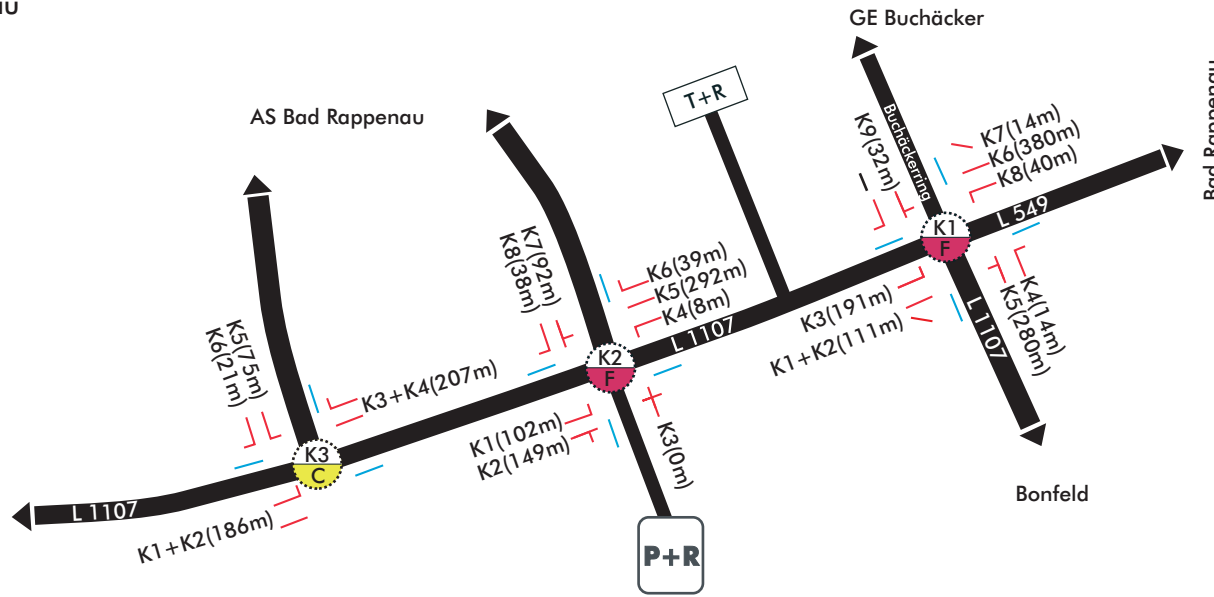 GE Buchäcker
AS Bad Rappenau
T+R
Buchäckerring
K9(32m)
K7(14m)
K6(380m)
K8(40m)
Bad Rappenau
L 549
K1
F
K7(92m)
K8(38m)
K6(39m)
K5(292m)
K4(8m)
L 1107
K3(191m)
K1+K2(111m)
L 1107
K4(14m)
K5(280m)
K2
F
K5(75m)
K6(21m)
K3+K4(207m)
K1(102m)
K2(149m)
K3(0m)
K3
C
L 1107
K1+K2(186m)
Bonfeld
P+R